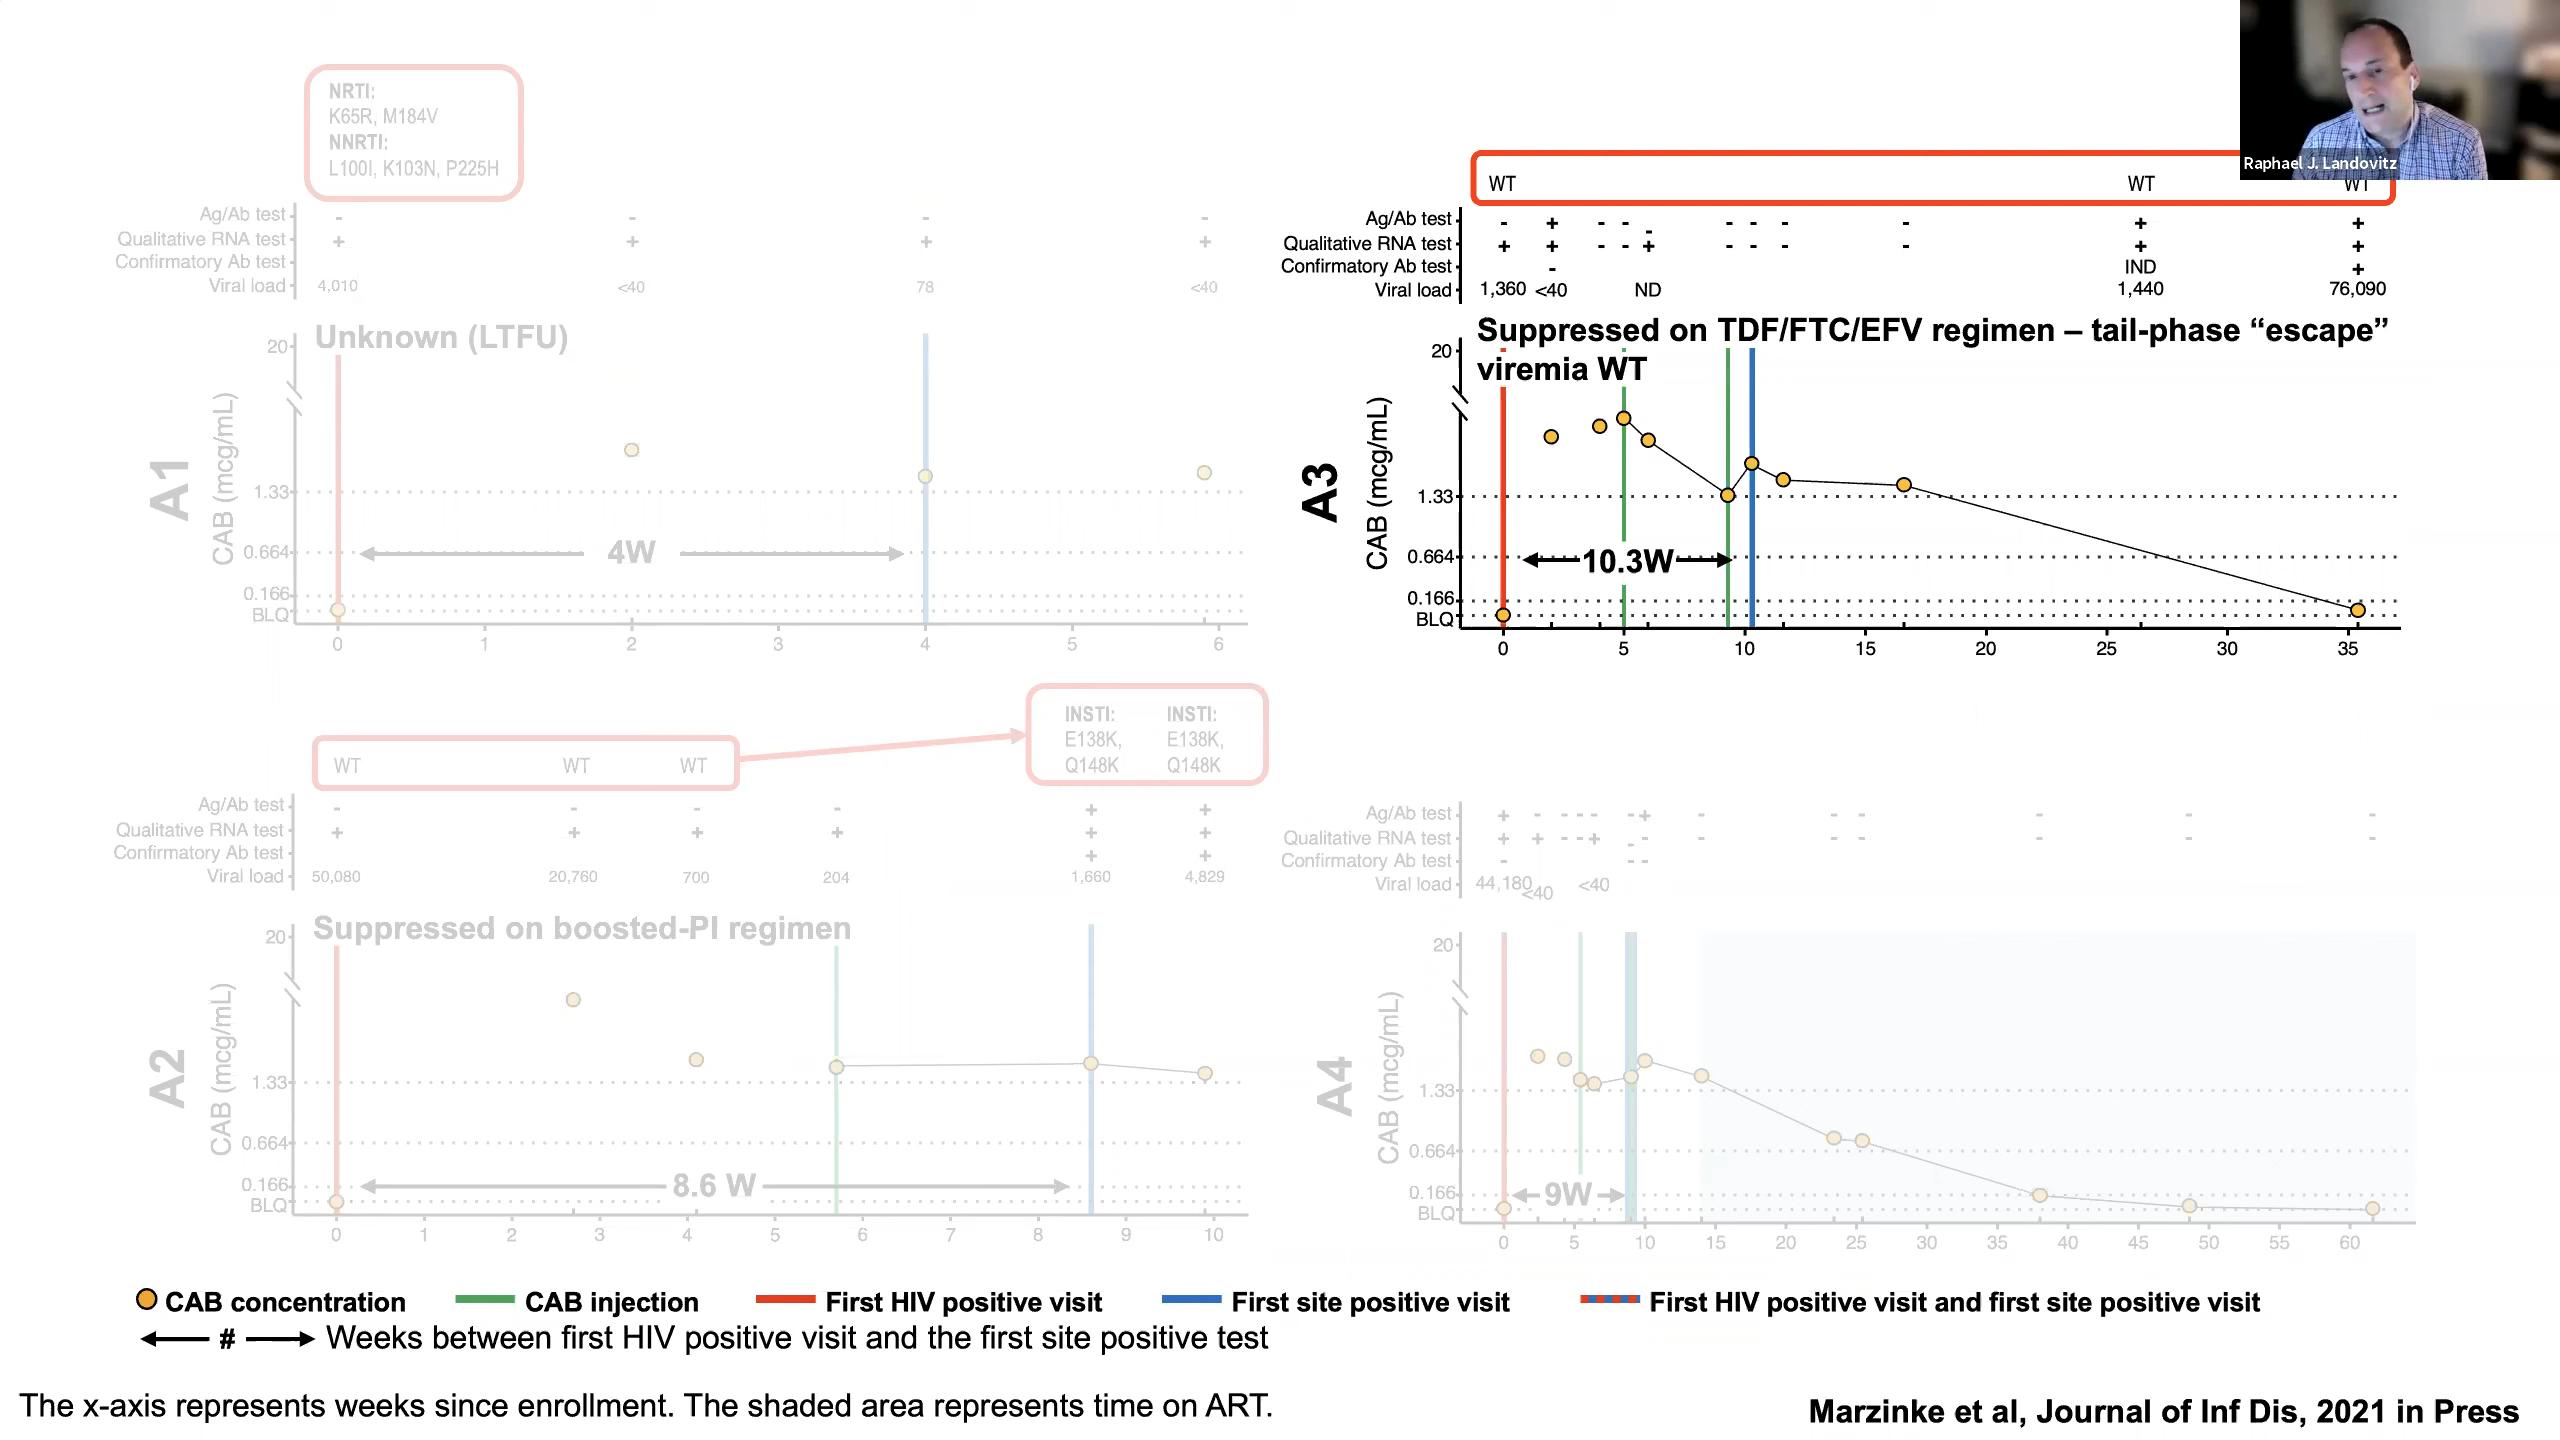 NRTI:
K65R, M184V
NNRTI:
L100I, K103N, P225H
Ag/Ab test - - - -
Qualitative RNA test + + + +
Confirmatory Ab test
Viral load 4,010 <40 78 <40
Unknown (LTFU)
A1
CAB (mcg/mL)
20
1.33
0.664
0.166
BLQ
4W
0 1 2 3 4 5 6
Raphael J. Landovitz
WT WT WT
Ag/Ab test - + - - - - - - - + +
Qualitative RNA test + + - - + - - - - + +
Confirmatory Ab test - IND +
Viral load 1,360 <40 ND 1,440 76,090
Suppressed on TDF/FTC/EFV regimen – tail-phase “escape”
viremia WT
A3
CAB (mcg/mL)
20
1.33
0.664
0.166
BLQ
10.3W
0 5 10 15 20 25 30 35
WT WT WT
INSTI: INSTI:
E138K, E138K,
Q148K Q148K
Ag/Ab test - - - - + +
Qualitative RNA test + + + + + +
Confirmatory Ab test + +
Viral load 50,080 20,760 700 204 1,660 4,829
Suppressed on boosted-PI regimen
A2
CAB (mcg/mL)
20
1.33
0.664
0.166
BLQ
8.6 W
0 1 2 3 4 5 6 7 8 9 10
Ag/Ab test + - - - - - + - - - - - -
Qualitative RNA test + + - - + - - - - - - - -
Confirmatory Ab test - - -
Viral load 44,180 <40 <40
A4
CAB (mcg/mL)
20
1.33
0.664
0.166
BLQ
9W
0 5 10 15 20 25 30 35 40 45 50 55 60
CAB concentration CAB injection First HIV positive visit First site positive visit First HIV positive visit and first site positive visit
# Weeks between first HIV positive visit and the first site positive test
The x-axis represents weeks since enrollment. The shaded area represents time on ART.
Marzinke et al, Journal of Inf Dis, 2021 in Press